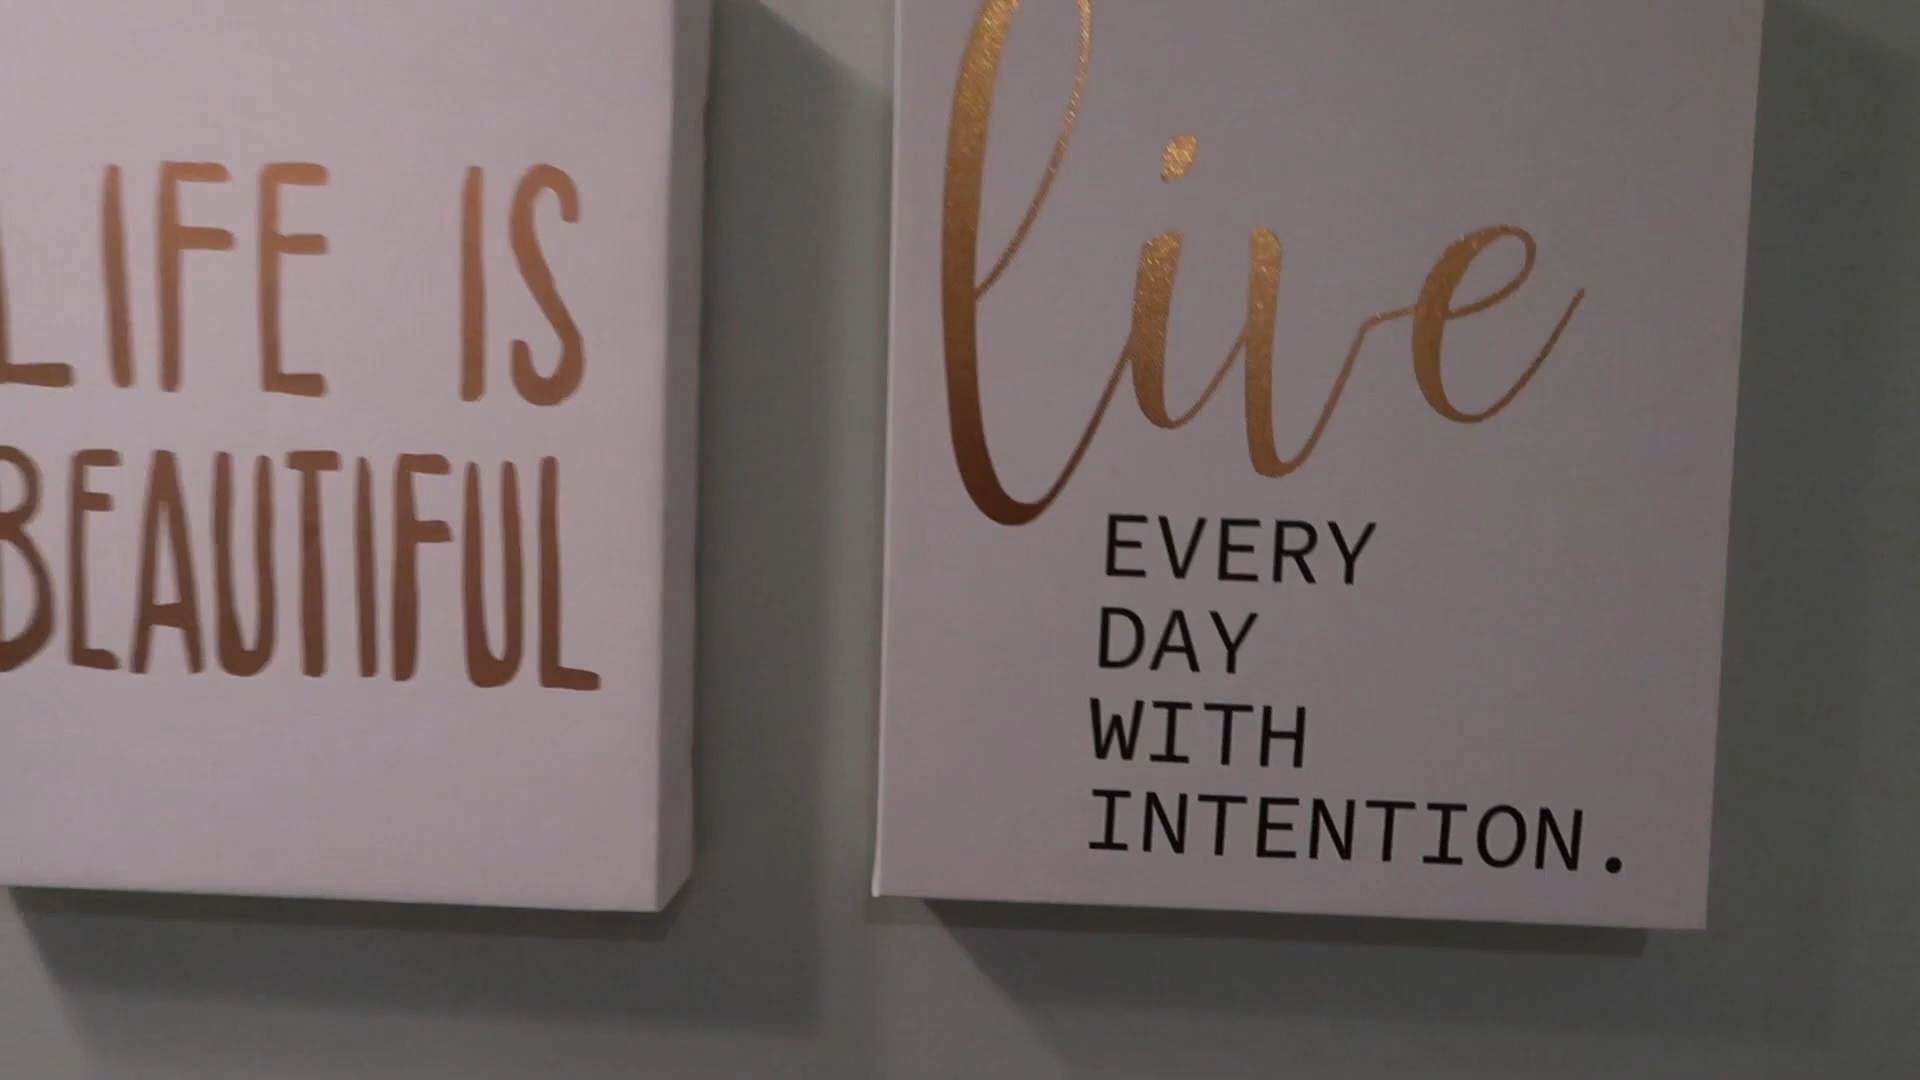 LIFE IS
BEAUTIFUL
live
EVERY
DAY
WITH
INTENTION.